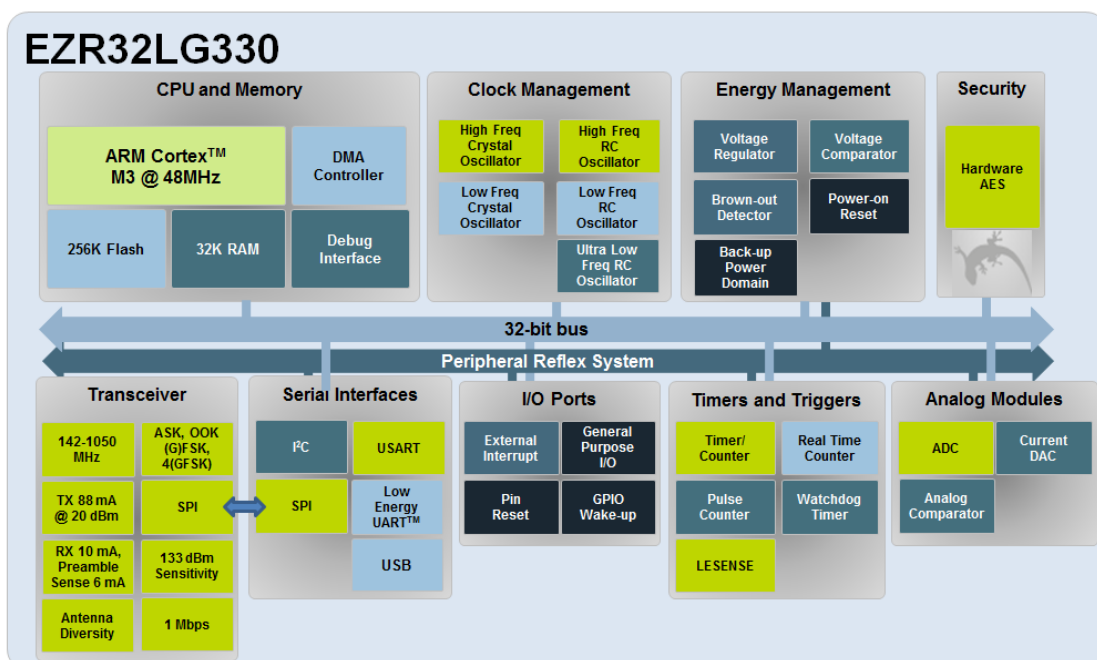 EZR32LG330
CPU and Memory
ARM Cortex™
M3 @ 48MHz
DMA
Controller
256K Flash
32K RAM
Debug
Interface
Clock Management
High Freq
Crystal
Oscillator
High Freq
RC
Oscillator
Low Freq
Crystal
Oscillator
Low Freq
RC
Oscillator
Ultra Low
Freq RC
Oscillator
Energy Management
Voltage
Regulator
Voltage
Comparator
Brown-out
Detector
Power-on
Reset
Back-up
Power
Domain
Security
Hardware
AES
32-bit bus
Peripheral Reflex System
Transceiver
142-1050
MHz
ASK, OOK
(G)FSK,
4(GFSK)
TX 88 mA
@ 20 dBm
SPI
RX 10 mA,
Preamble
Sense 6 mA
133 dBm
Sensitivity
Antenna
Diversity
1 Mbps
Serial Interfaces
I²C
USART
SPI
Low
Energy
UART™
USB
I/O Ports
External
Interrupt
General
Purpose
I/O
Pin
Reset
GPIO
Wake-up
Timers and Triggers
Timer/
Counter
Real Time
Counter
Pulse
Counter
Watchdog
Timer
LESENSE
Analog Modules
ADC
Current
DAC
Analog
Comparator